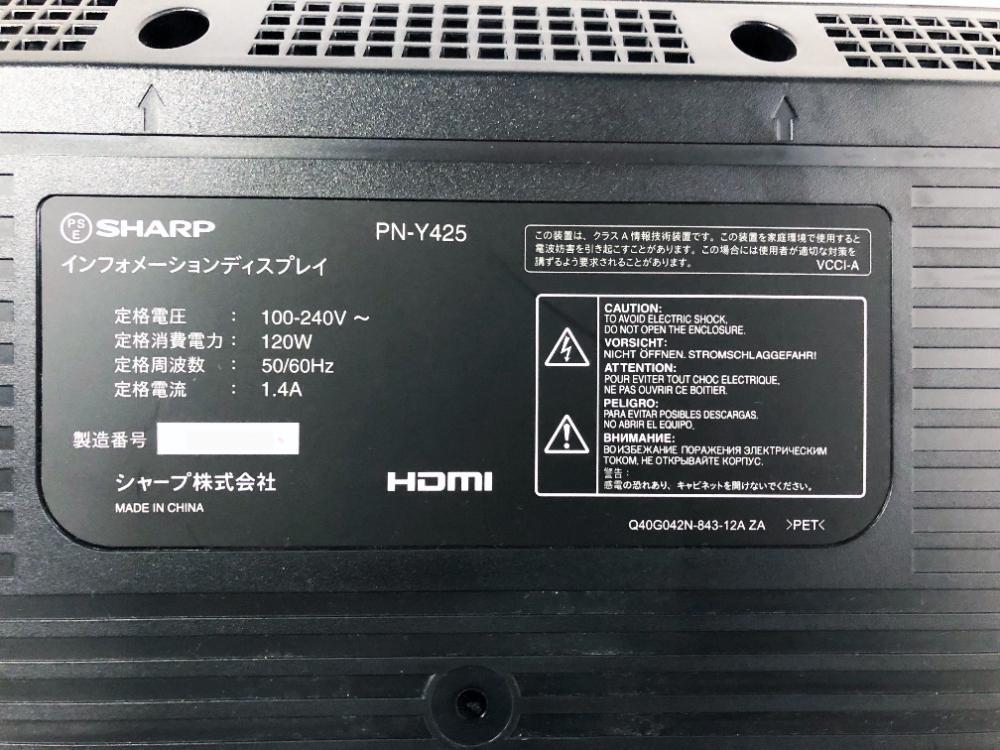 PS
E
SHARP
PN-Y425
インフォメーションディスプレイ
この装置は、クラスA情報技術装置です。この装置を家庭環境で使用すると
電波妨害を引き起こすことがあります。この場合には使用者が適切な対策を
講ずるよう要求されることがあります。
VCCI-A
定格電圧 : 100-240V ~
定格消費電力 : 120W
定格周波数 : 50/60Hz
定格電流 : 1.4A
製造番号
シャープ株式会社
MADE IN CHINA
HDMI
CAUTION:
TO AVOID ELECTRIC SHOCK,
DO NOT OPEN THE ENCLOSURE.
VORSICHT:
NICHT ÖFFNEN. STROMSCHLAGGEFAHR!
ATTENTION:
POUR EVITER TOUT CHOC ELECTRIQUE,
NE PAS OUVRIR CE BOITIER.
PELIGRO:
PARA EVITAR POSIBLES DESCARGAS.
NO ABRIR EL EQUIPO.
ВНИМАНИЕ:
ВО ИЗБЕЖАНИЕ ПОРАЖЕНИЯ ЭЛЕКТРИЧЕСКИМ
ТОКОМ, НЕ ОТКРЫВАЙТЕ КОРПУС.
警告:
感電の恐れあり、キャビネットを開けないでください。
Q40G042N-843-12A ZA >PET<